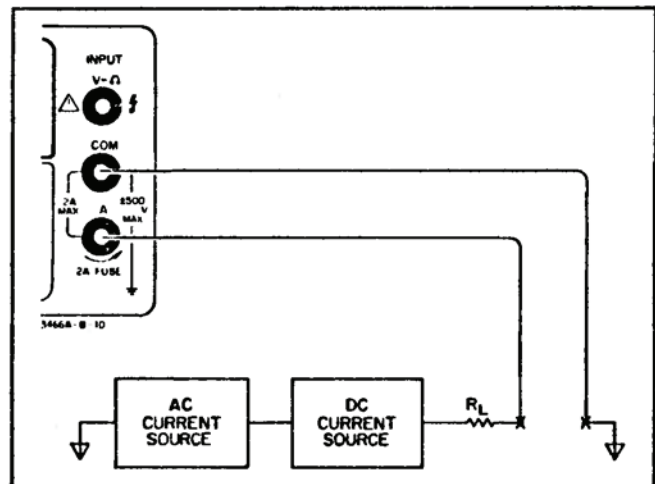 INPUT
V-Ω
COM
2A
MAX
A
±500
V
MAX
2A FUSE
3466A-B-10
AC
CURRENT
SOURCE
DC
CURRENT
SOURCE
RL